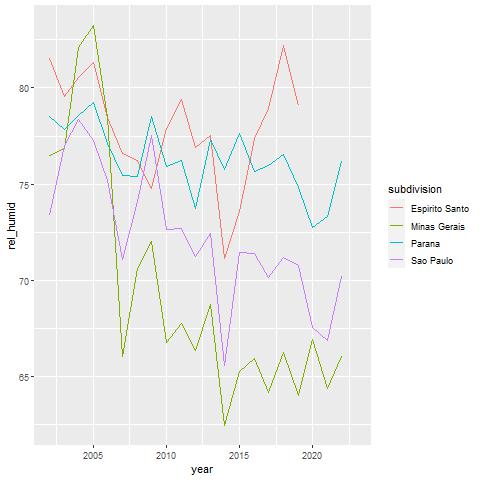 rel_humid
80
75
70
65
2005
2010
2015
2020
year
subdivision
Espirito Santo
Minas Gerais
Parana
Sao Paulo